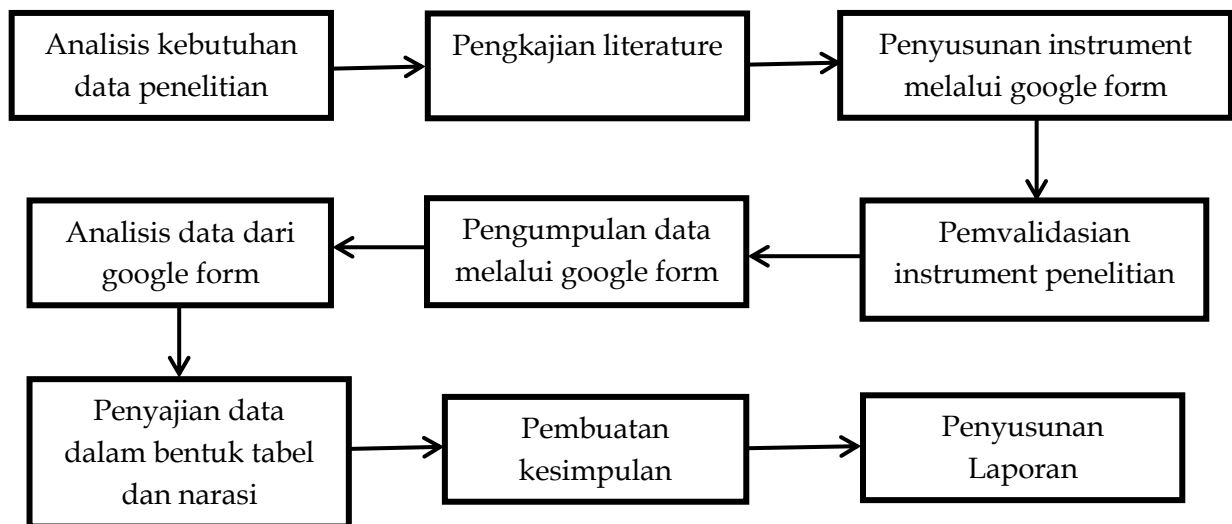 Analisis kebutuhan
data penelitian
Pengkajian literature
Penyusunan instrument
melalui google form
Pemvalidasian
instrument penelitian
Pengumpulan data
melalui google form
Analisis data dari
google form
Penyajian data
dalam bentuk tabel
dan narasi
Pembuatan
kesimpulan
Penyusunan
Laporan